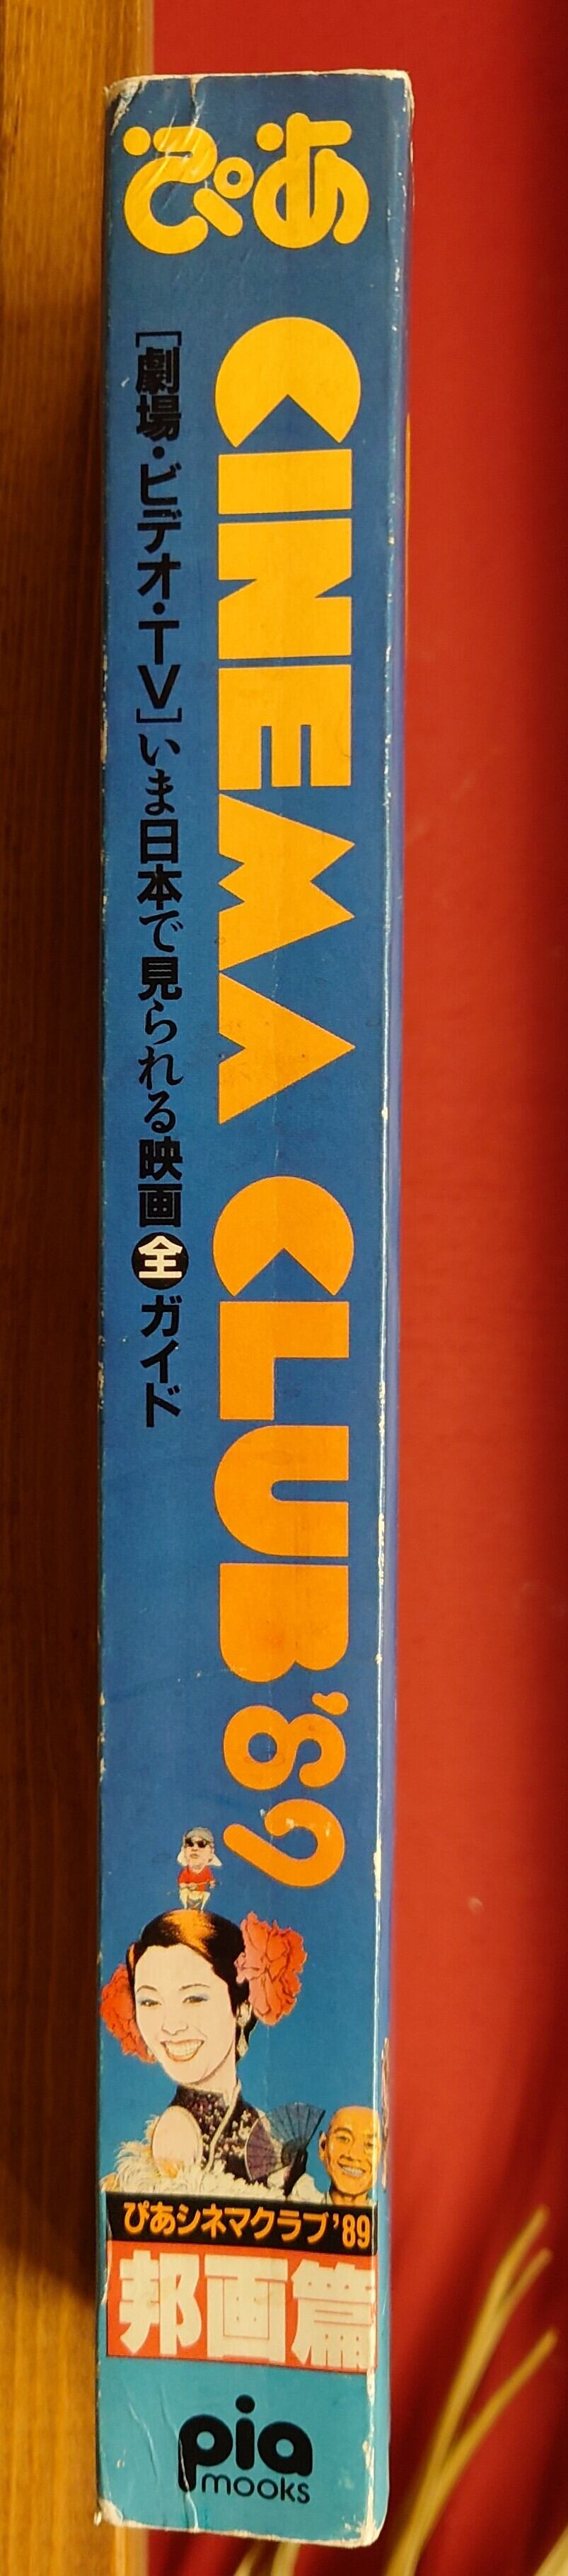 ぴあ
CINEMA CLUB '89
[劇場・ビデオ・TV]いま日本で見られる映画全ガイド
ぴあシネマクラブ'89
邦画篇
pia
mooks